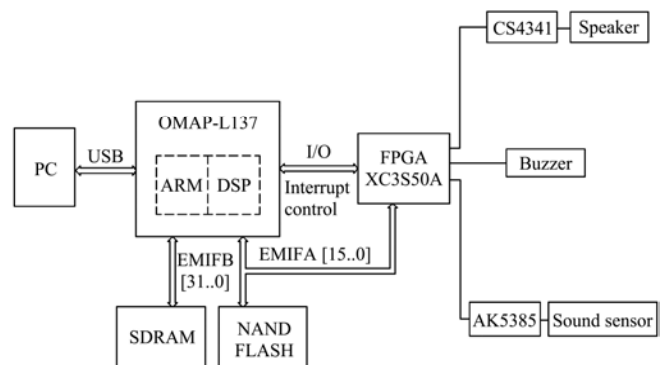 CS4341
Speaker
OMAP-L137
PC
USB
ARM
DSP
I/O
Interrupt
control
FPGA
XC3S50A
Buzzer
EMIFB
[31..0]
EMIFA [15..0]
SDRAM
NAND
FLASH
AK5385
Sound sensor